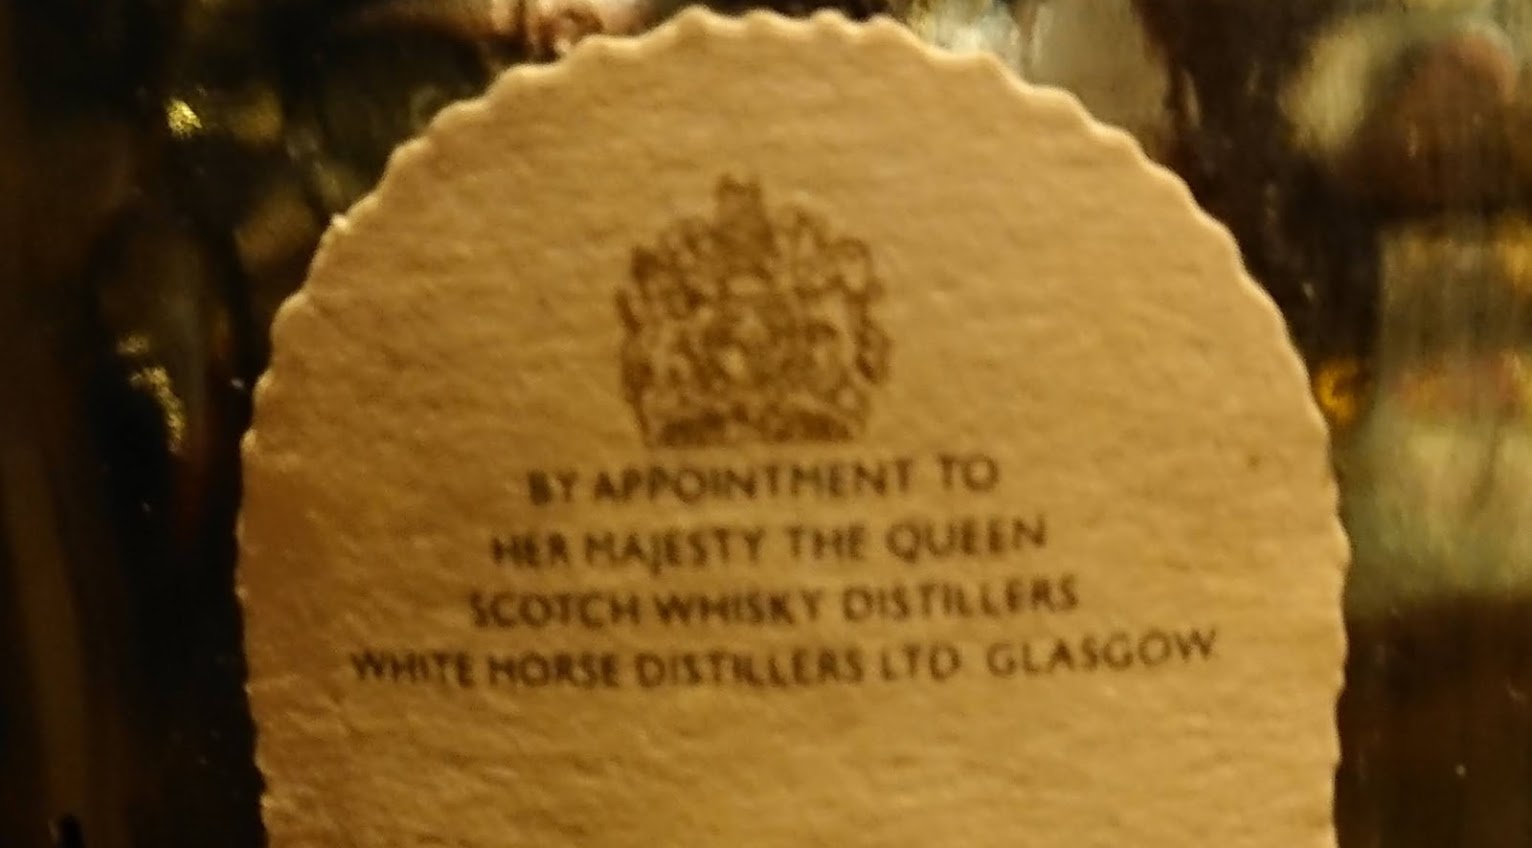 BY APPOINTMENT TO
HER MAJESTY THE QUEEN
SCOTCH WHISKY DISTILLERS
WHITE HORSE DISTILLERS LTD GLASGOW